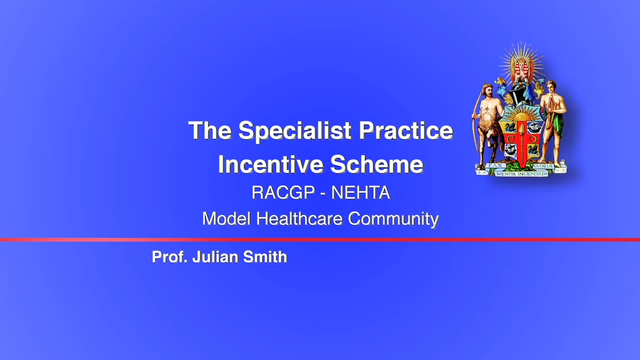 The Specialist Practice
Incentive Scheme
RACGP - NEHTA
Model Healthcare Community
Prof. Julian Smith